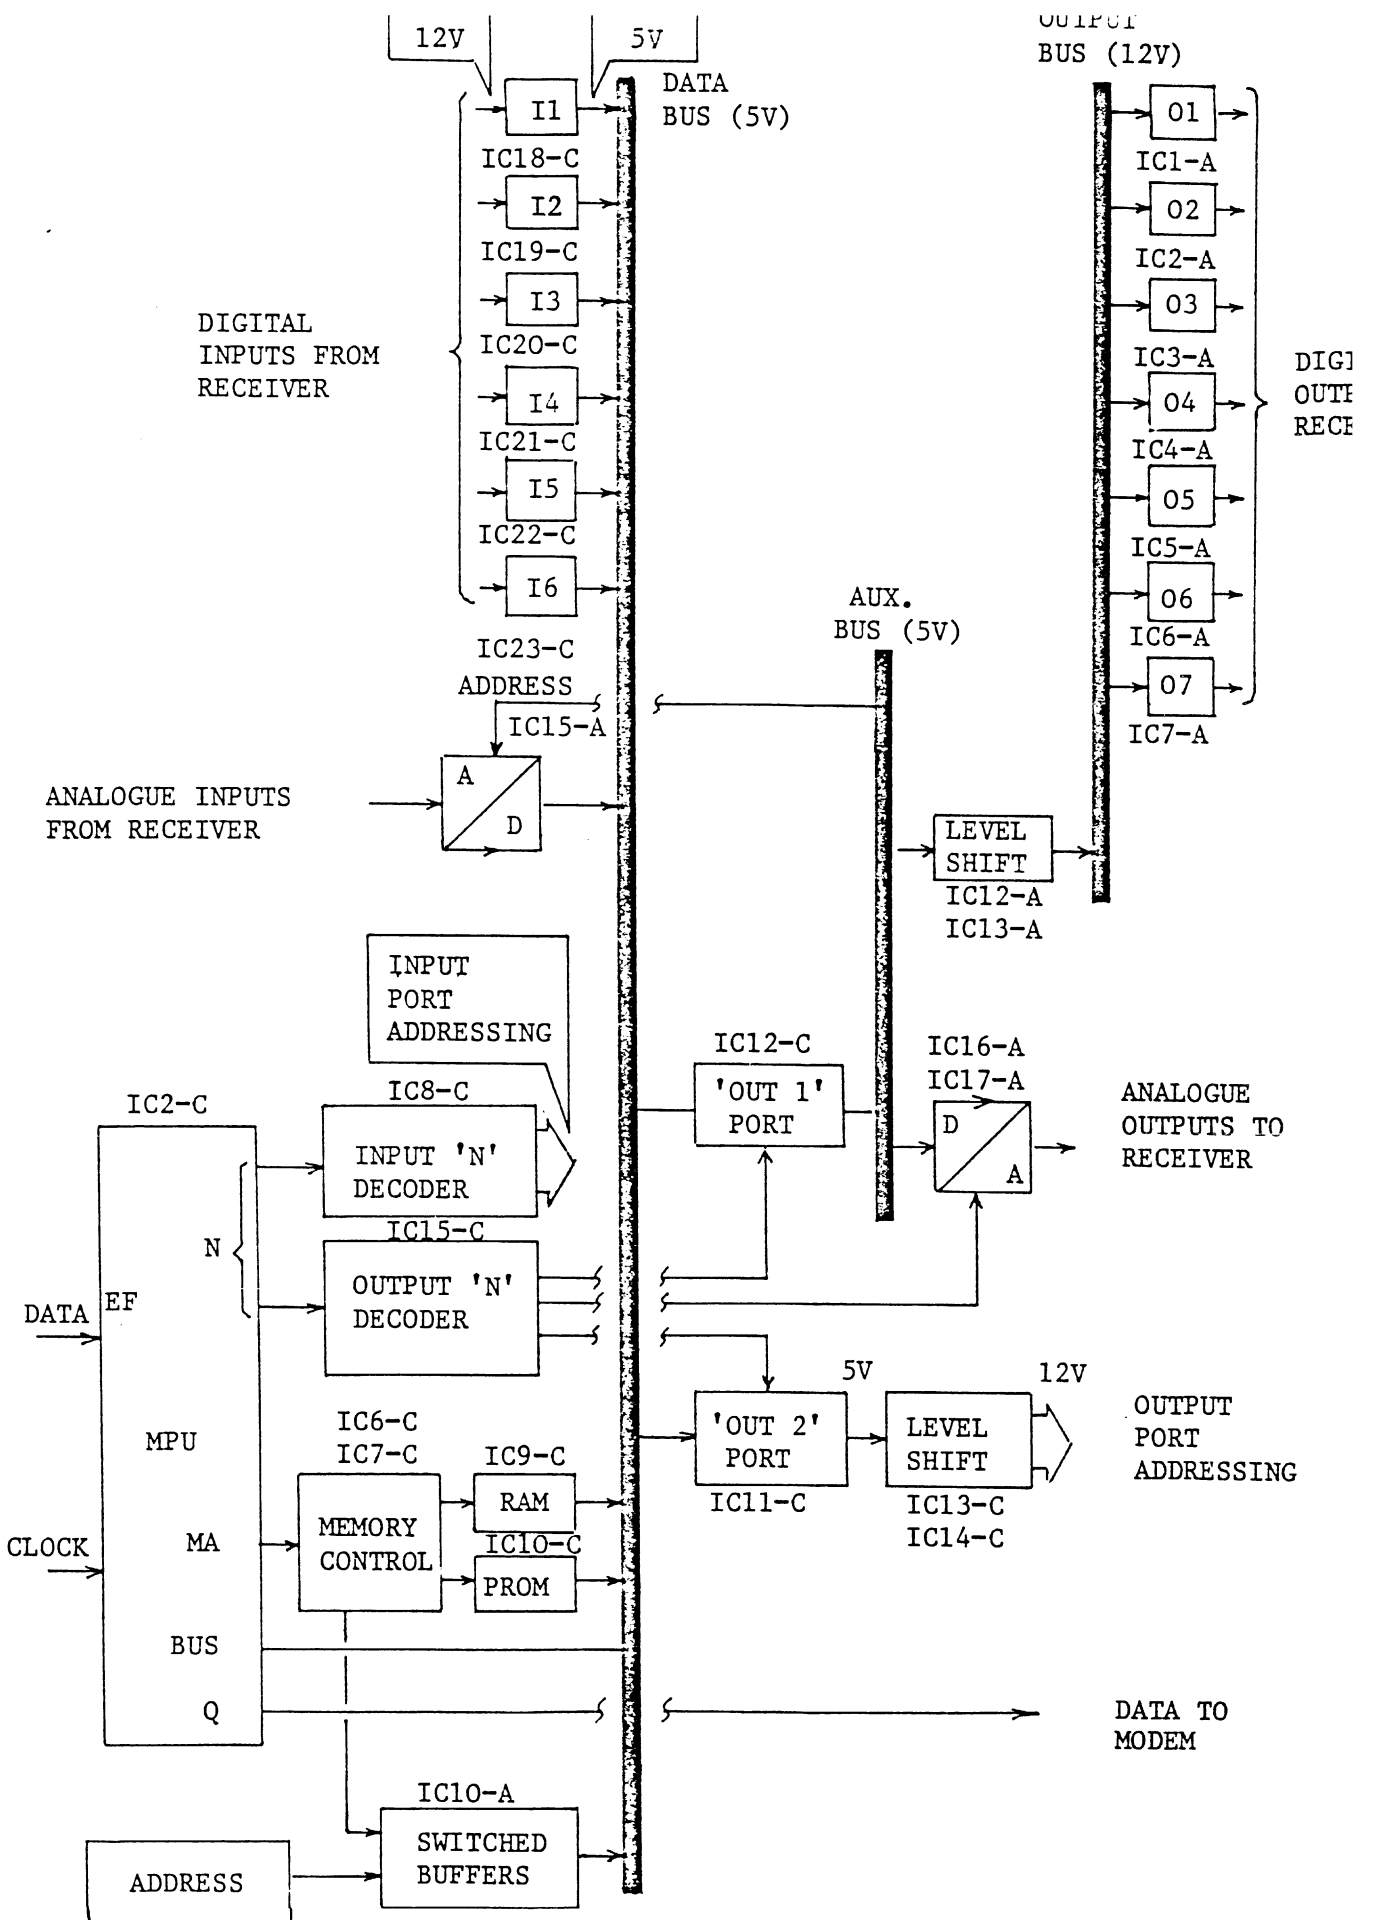 12V
5V
OUTPUT
BUS (12V)
DATA
BUS (5V)
I1
IC18-C
I2
IC19-C
I3
IC20-C
I4
IC21-C
I5
IC22-C
I6
IC23-C
DIGITAL
INPUTS FROM
RECEIVER
O1
IC1-A
O2
IC2-A
O3
IC3-A
O4
IC4-A
O5
IC5-A
O6
IC6-A
O7
IC7-A
AUX.
BUS (5V)
ADDRESS
IC15-A
A
D
ANALOGUE INPUTS
FROM RECEIVER
LEVEL
SHIFT
IC12-A
IC13-A
INPUT
PORT
ADDRESSING
IC12-C
'OUT 1'
PORT
IC16-A
IC17-A
D
A
ANALOGUE
OUTPUTS TO
RECEIVER
IC2-C
IC8-C
INPUT 'N'
DECODER
IC15-C
OUTPUT 'N'
DECODER
N
DATA
EF
MPU
CLOCK
MA
BUS
Q
IC6-C
IC7-C
MEMORY
CONTROL
IC9-C
RAM
IC10-C
PROM
'OUT 2'
PORT
IC11-C
5V
12V
LEVEL
SHIFT
IC13-C
IC14-C
OUTPUT
PORT
ADDRESSING
DATA TO
MODEM
IC10-A
SWITCHED
BUFFERS
ADDRESS